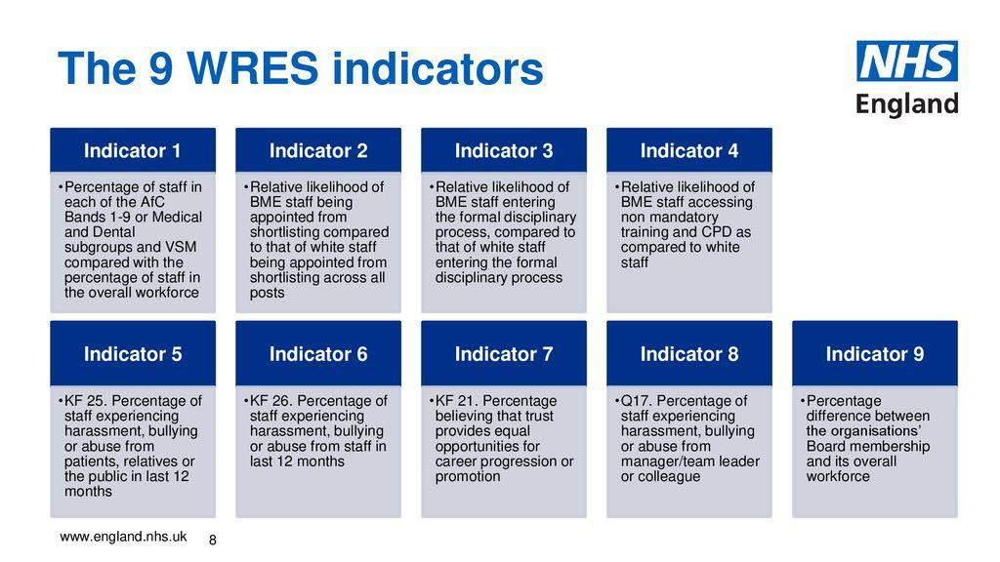 The 9 WRES indicators
NHS
England
Indicator 1
•Percentage of staff in
each of the AfC
Bands 1-9 or Medical
and Dental
subgroups and VSM
compared with the
percentage of staff in
the overall workforce
Indicator 2
•Relative likelihood of
BME staff being
appointed from
shortlisting compared
to that of white staff
being appointed from
shortlisting across all
posts
Indicator 3
•Relative likelihood of
BME staff entering
the formal disciplinary
process, compared to
that of white staff
entering the formal
disciplinary process
Indicator 4
•Relative likelihood of
BME staff accessing
non mandatory
training and CPD as
compared to white
staff
Indicator 5
•KF 25. Percentage of
staff experiencing
harassment, bullying
or abuse from
patients, relatives or
the public in last 12
months
Indicator 6
•KF 26. Percentage of
staff experiencing
harassment, bullying
or abuse from staff in
last 12 months
Indicator 7
•KF 21. Percentage
believing that trust
provides equal
opportunities for
career progression or
promotion
Indicator 8
•Q17. Percentage of
staff experiencing
harassment, bullying
or abuse from
manager/team leader
or colleague
Indicator 9
•Percentage
difference between
the organisations’
Board membership
and its overall
workforce
www.england.nhs.uk
8